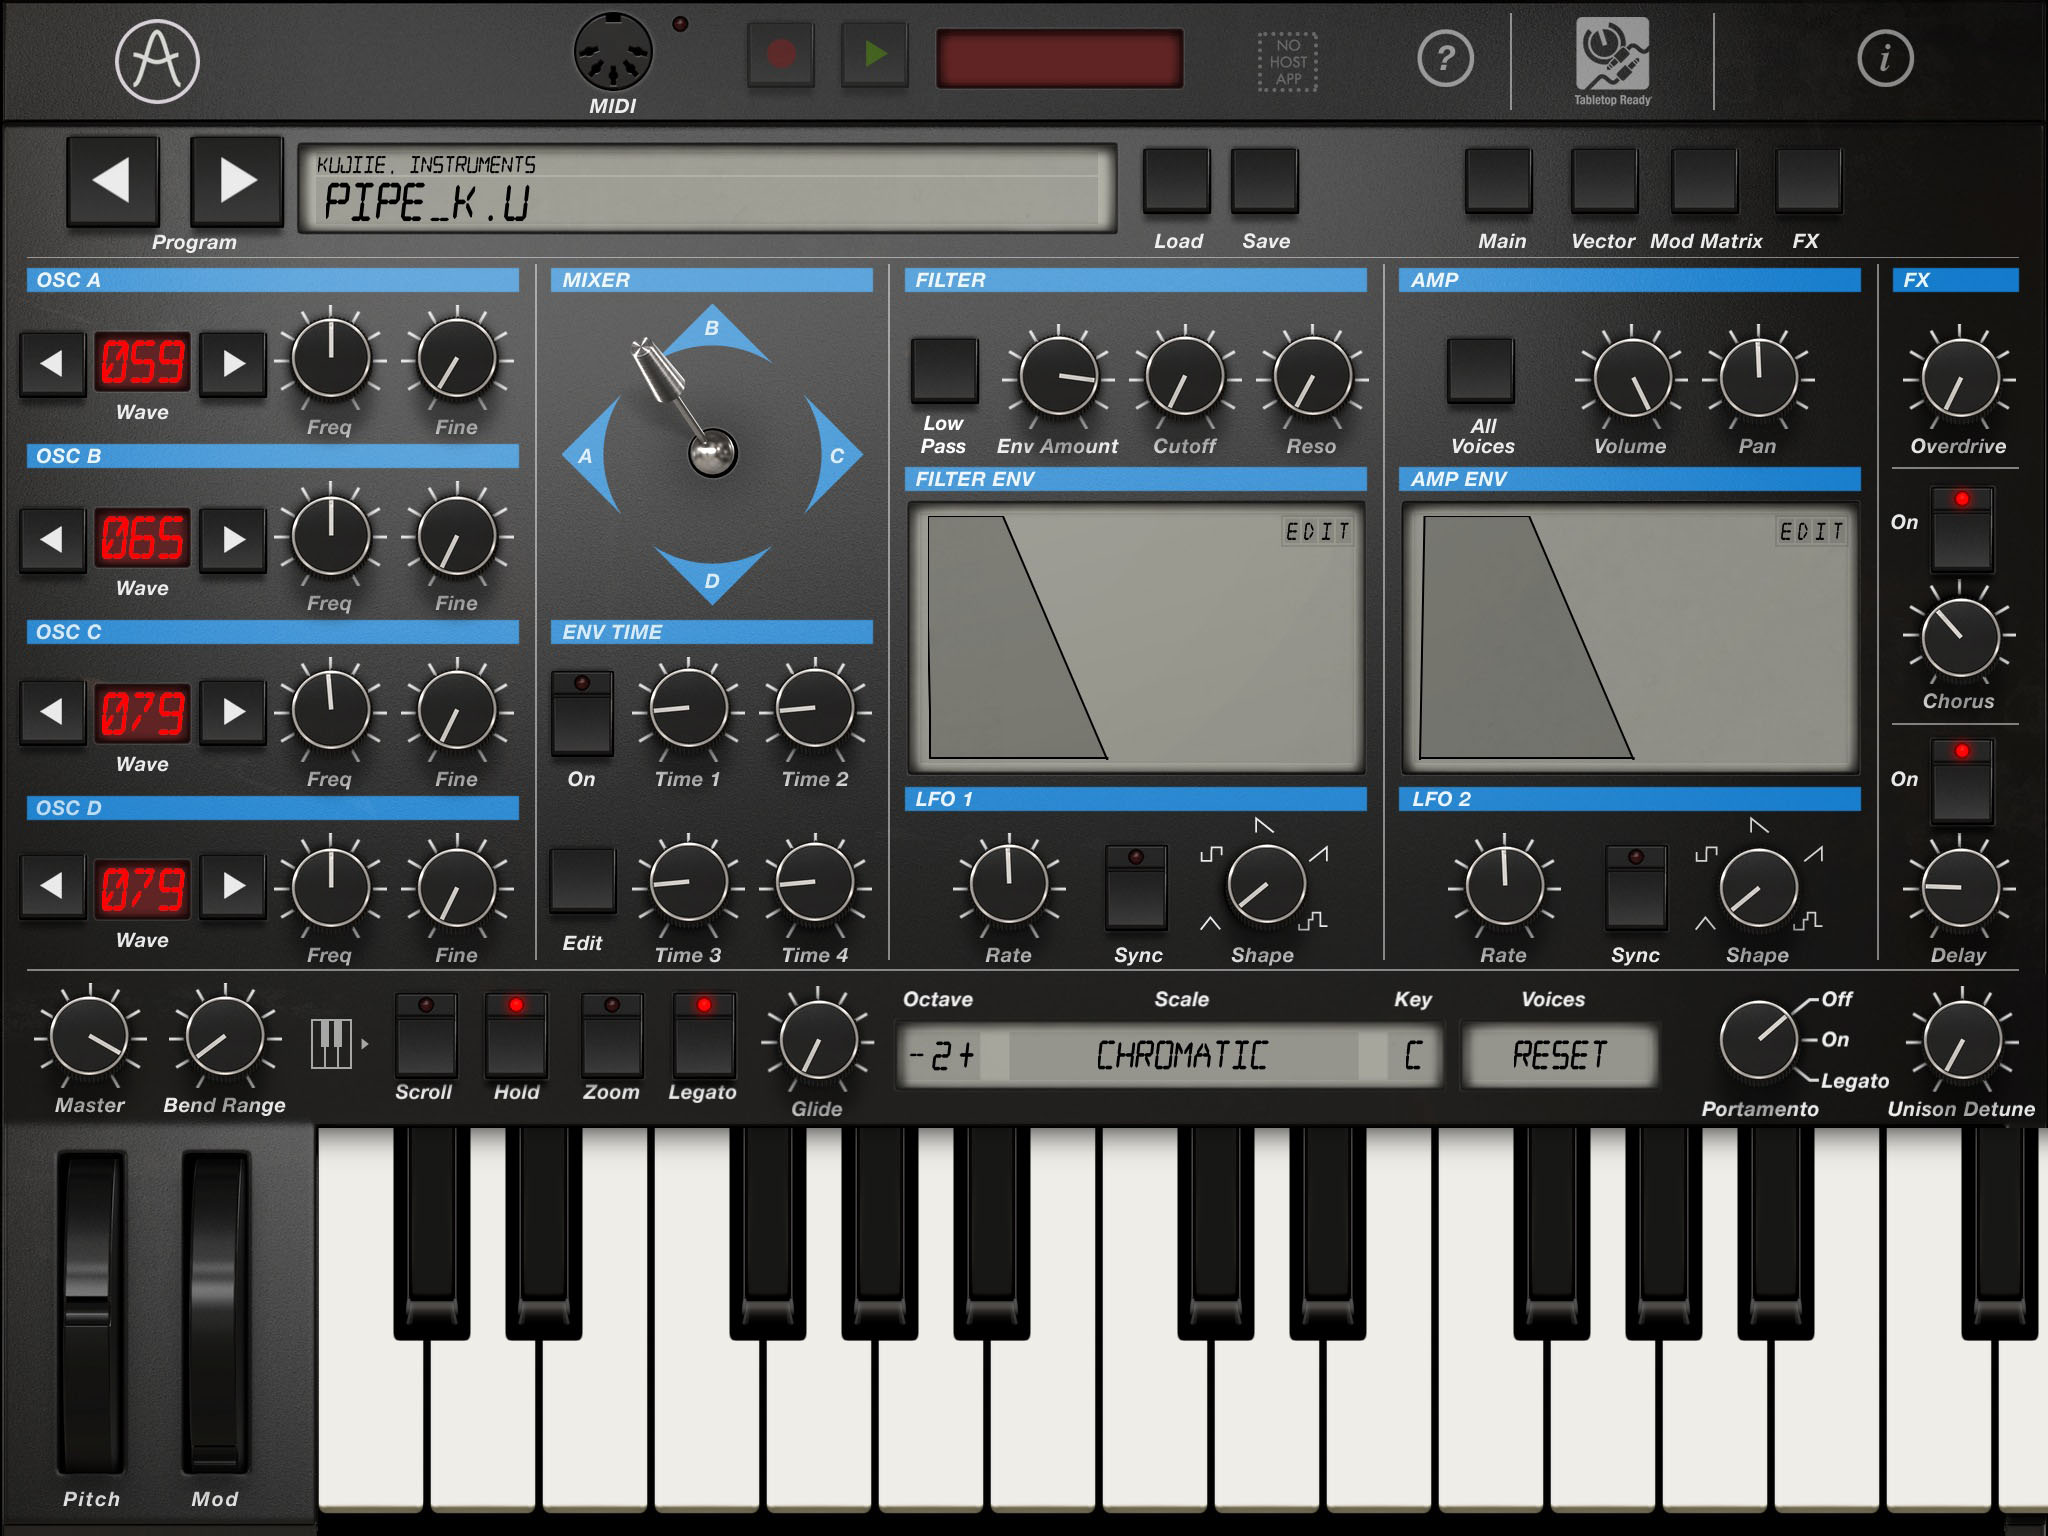 MIDI
NO
HOST
APP
?
Tabletop Ready
i
KUJIIE. INSTRUMENTS
PIPE_K.U
Program
Load
Save
Main
Vector
Mod Matrix
FX
OSC A
059
Wave
Freq
Fine
OSC B
065
Wave
Freq
Fine
OSC C
079
Wave
Freq
Fine
OSC D
079
Wave
Freq
Fine
MIXER
B
A
C
D
ENV TIME
On
Time 1
Time 2
Edit
Time 3
Time 4
FILTER
Low
Pass
Env Amount
Cutoff
Reso
FILTER ENV
EDIT
LFO 1
Rate
Sync
Shape
AMP
All
Voices
Volume
Pan
AMP ENV
EDIT
LFO 2
Rate
Sync
Shape
FX
Overdrive
On
Chorus
On
Delay
Master
Bend Range
Scroll
Hold
Zoom
Legato
Glide
Octave
Scale
Key
-2+
CHROMATIC
C
Voices
RESET
Off
On
Legato
Portamento
Unison Detune
Pitch
Mod